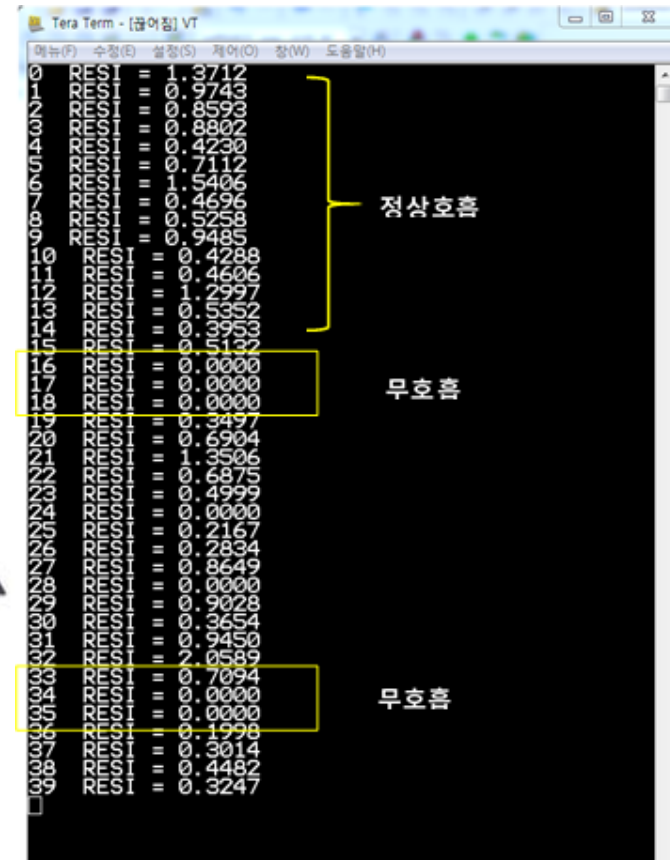 Tera Term - [끊어짐] VT
메뉴(F) 수정(E) 설정(S) 제어(O) 창(W) 도움말(H)
0 RESI = 1.3712
1 RESI = 0.9743
2 RESI = 0.8593
3 RESI = 0.8802
4 RESI = 0.4230
5 RESI = 0.7112
6 RESI = 1.5406
7 RESI = 0.4696
8 RESI = 0.5258
9 RESI = 0.9485
10 RESI = 0.4288
11 RESI = 0.4606
12 RESI = 1.2997
13 RESI = 0.5352
14 RESI = 0.3953
15 RESI = 0.5132
16 RESI = 0.0000
17 RESI = 0.0000
18 RESI = 0.0000
19 RESI = 0.3497
20 RESI = 0.6904
21 RESI = 1.3506
22 RESI = 0.6875
23 RESI = 0.4999
24 RESI = 0.0000
25 RESI = 0.2167
26 RESI = 0.2834
27 RESI = 0.8649
28 RESI = 0.0000
29 RESI = 0.9028
30 RESI = 0.3654
31 RESI = 0.9450
32 RESI = 2.0589
33 RESI = 0.7094
34 RESI = 0.0000
35 RESI = 0.0000
36 RESI = 0.1998
37 RESI = 0.3014
38 RESI = 0.4482
39 RESI = 0.3247
정상호흡
무호흡
무호흡